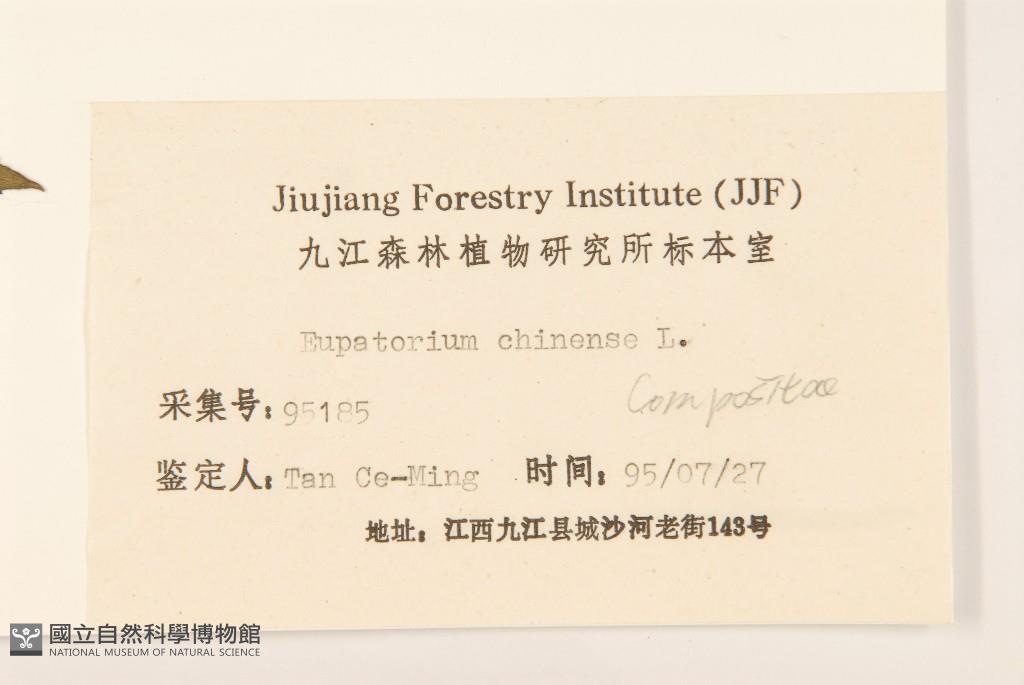 Jiujiang Forestry Institute (JJF)
九江森林植物研究所标本室
Eupatorium chinense L.
Compositae
采集号: 95185
鉴定人: Tan Ce-Ming 时间: 95/07/27
地址: 江西九江县城沙河老街143号
國立自然科學博物館
NATIONAL MUSEUM OF NATURAL SCIENCE